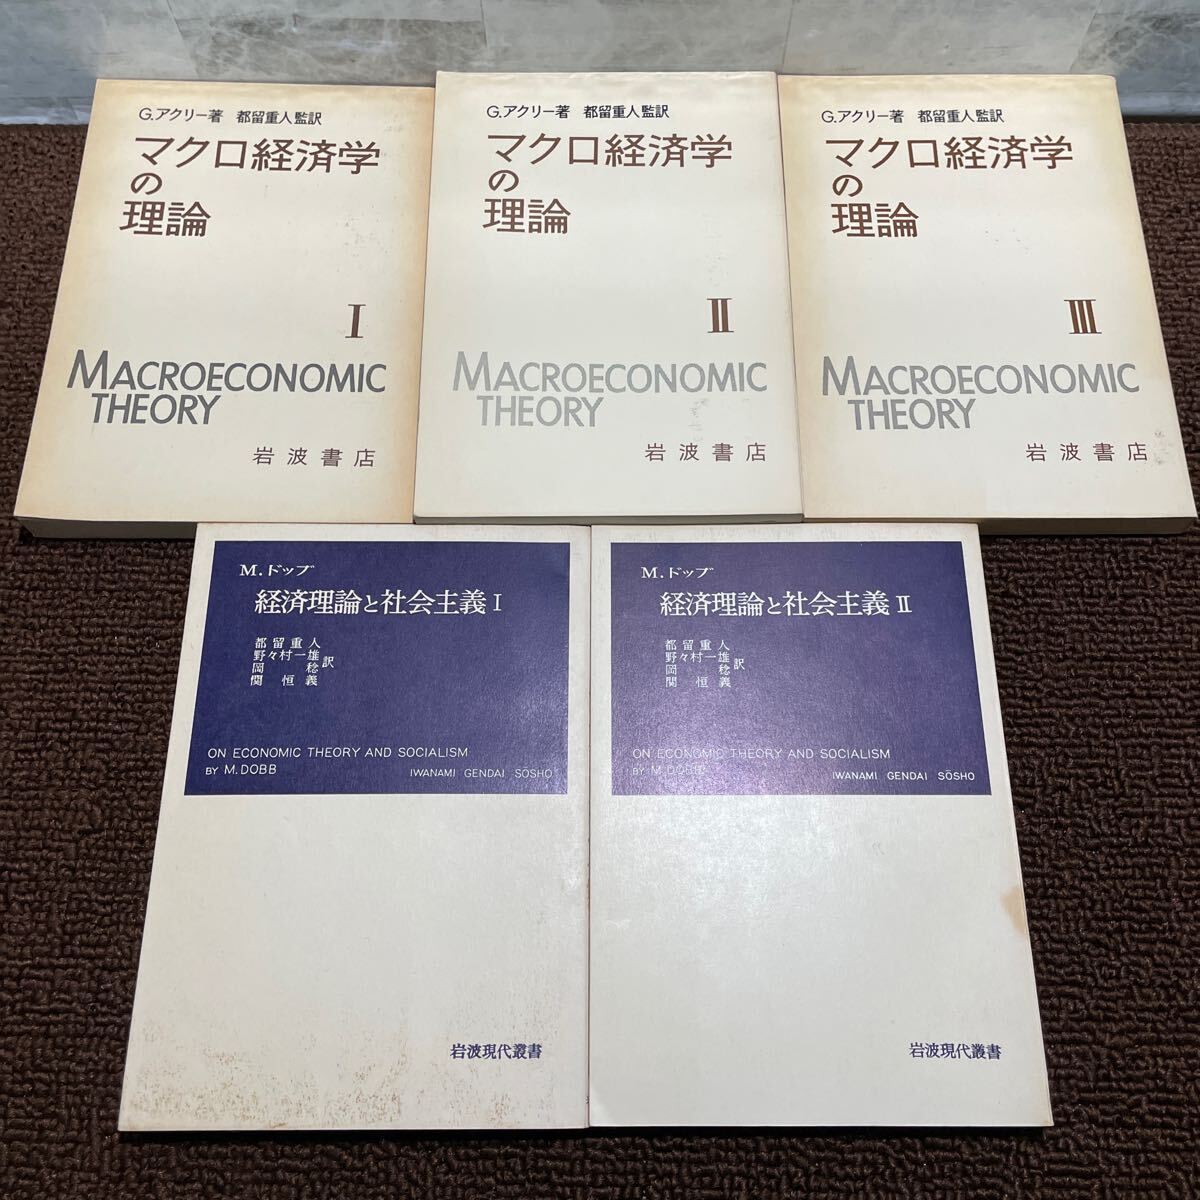 G.アクリー著 都留重人監訳
マクロ経済学
の
理論
I
MACROECONOMIC
THEORY
岩波書店
G.アクリー著 都留重人監訳
マクロ経済学
の
理論
II
MACROECONOMIC
THEORY
岩波書店
G.アクリー著 都留重人監訳
マクロ経済学
の
理論
III
MACROECONOMIC
THEORY
岩波書店
M.ドッブ
経済理論と社会主義 I
都留重人
野々村一雄
岡稔
関恒義
訳
ON ECONOMIC THEORY AND SOCIALISM
BY M.DOBB
IWANAMI GENDAI SŌSHO
岩波現代叢書
M.ドッブ
経済理論と社会主義 II
都留重人
野々村一雄
岡稔
関恒義
訳
ON ECONOMIC THEORY AND SOCIALISM
BY M.DOBB
IWANAMI GENDAI SŌSHO
岩波現代叢書